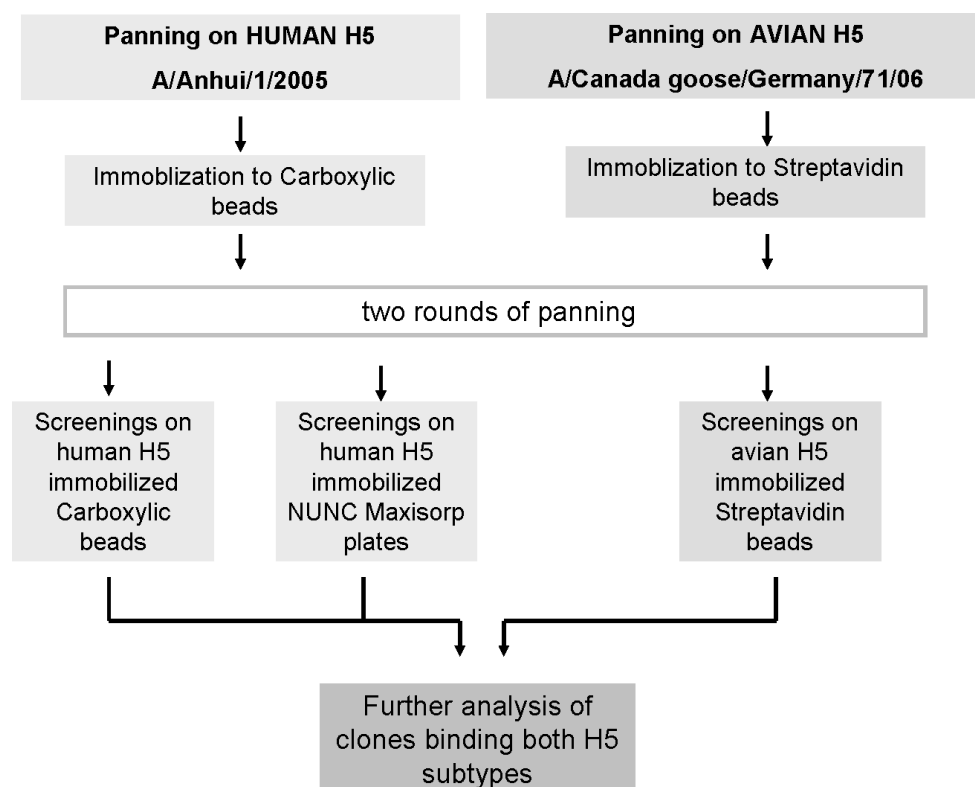 Panning on HUMAN H5
A/Anhui/1/2005
Panning on AVIAN H5
A/Canada goose/Germany/71/06
Immoblization to Carboxylic
beads
Immoblization to Streptavidin
beads
two rounds of panning
Screenings on
human H5
immobilized
Carboxylic
beads
Screenings on
human H5
immobilized
NUNC Maxisorp
plates
Screenings on
avian H5
immobilized
Streptavidin
beads
Further analysis of
clones binding both H5
subtypes